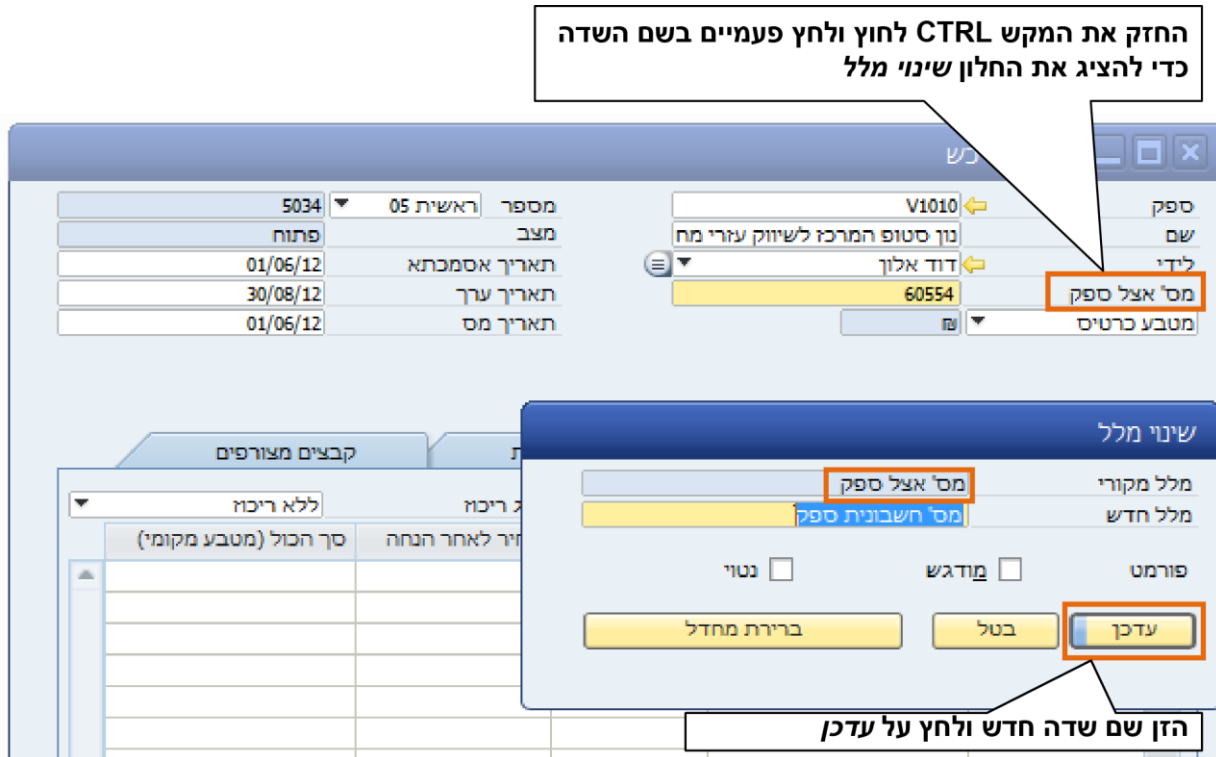 החזק את המקש CTRL לחוץ ולחץ פעמיים בשם השדה
כדי להציג את החלון שינוי מלל
כש
ספק V1010
שם נון סטופ המרכז לשיווק עזרי מח
לידי דוד אלון
מס' אצל ספק 60554
מטבע כרטיס ₪
מספר ראשית 05 5034
מצב פתוח
תאריך אסמכתא 01/06/12
תאריך ערך 30/08/12
תאריך מס 01/06/12
ת
קבצים מצורפים
ג ריכוז ללא ריכוז
חיר לאחר הנחה
סך הכול (מטבע מקומי)
שינוי מלל
מלל מקורי מס' אצל ספק
מלל חדש מס' חשבונית ספק
פורמט מודגש נטוי
עדכן בטל ברירת מחדל
הזן שם שדה חדש ולחץ על עדכן